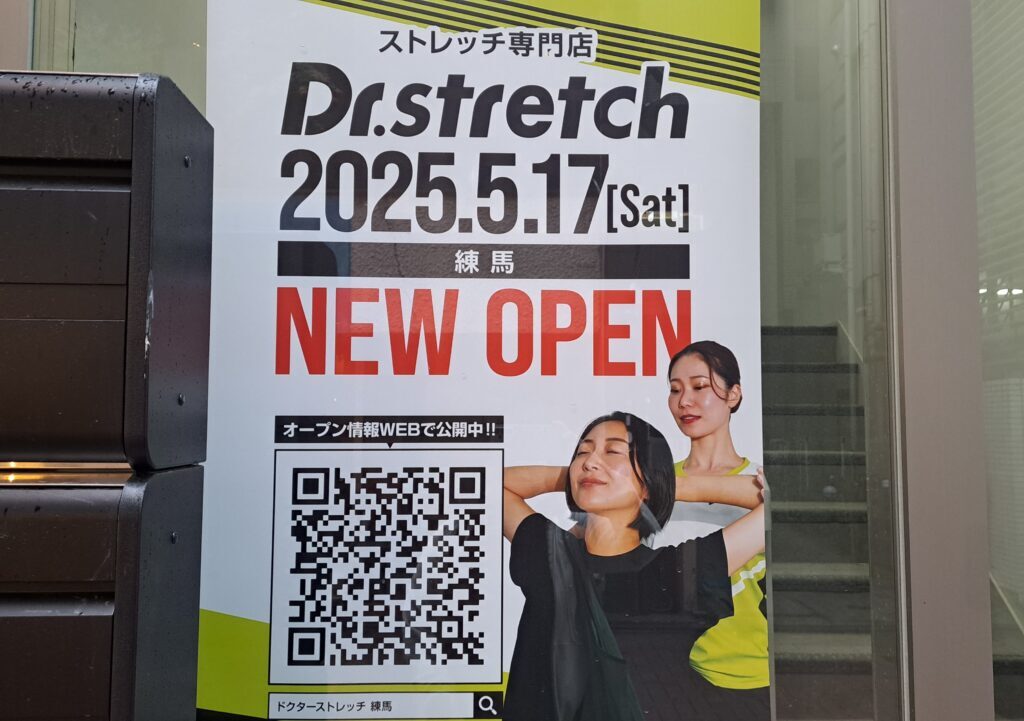 ストレッチ専門店
Dr.stretch
2025.5.17[Sat]
練馬
NEW OPEN
オープン情報WEBで公開中!!
ドクターストレッチ 練馬